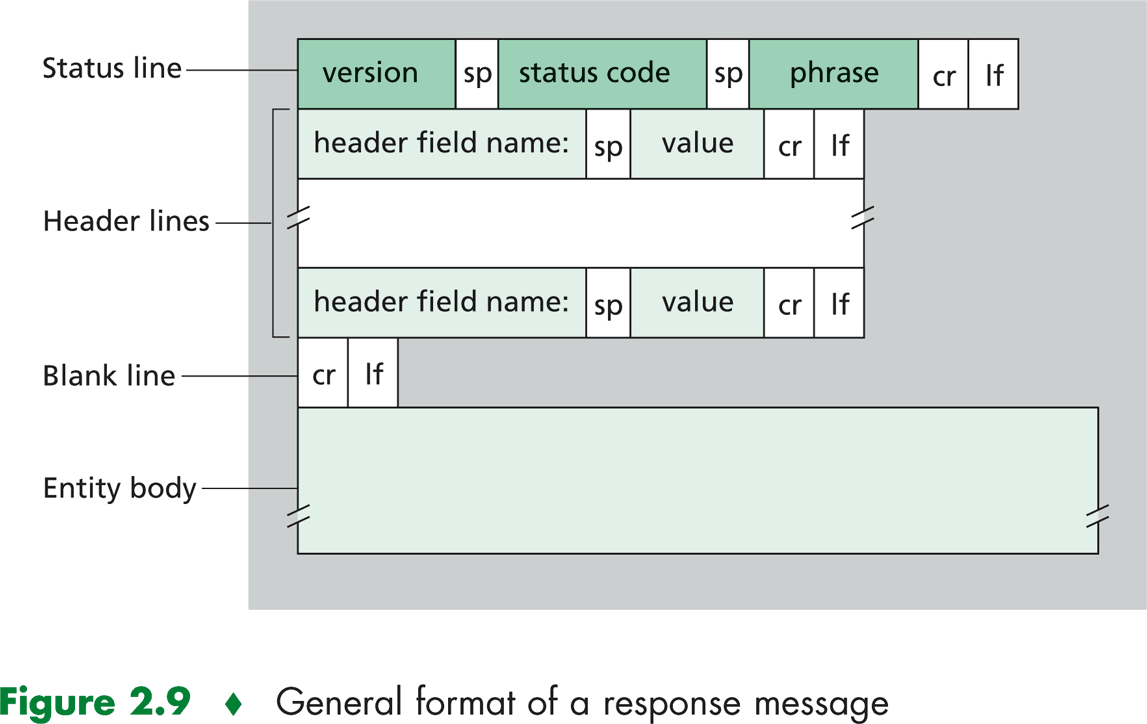 Status line version sp status code sp phrase cr lf
header field name: sp value cr lf
Header lines
header field name: sp value cr lf
Blank line cr lf
Entity body
Figure 2.9 ♦ General format of a response message